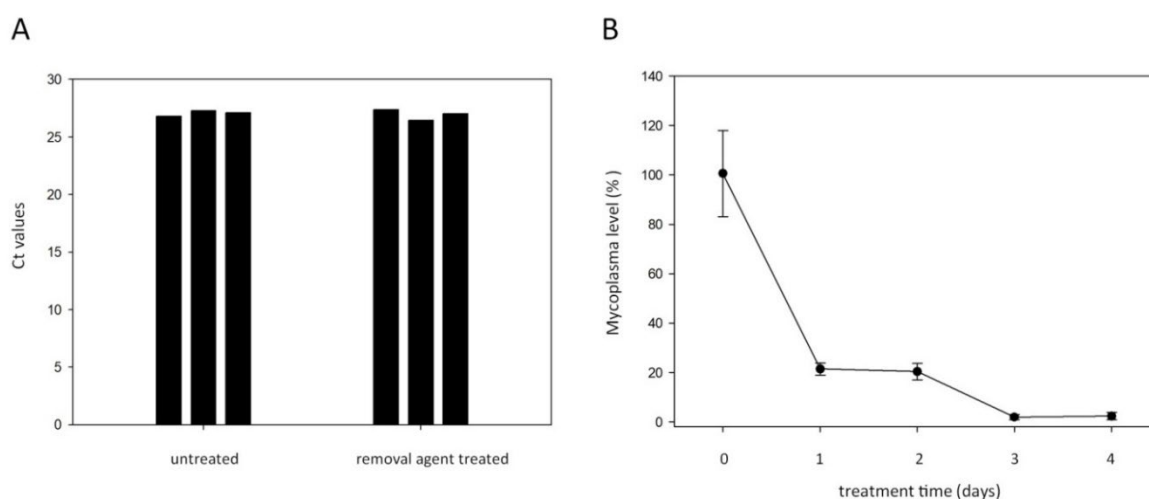 A
Ct values
30
25
20
15
10
5
0
untreated removal agent treated
B
Mycoplasma level (%)
140
120
100
80
60
40
20
0
0 1 2 3 4
treatment time (days)